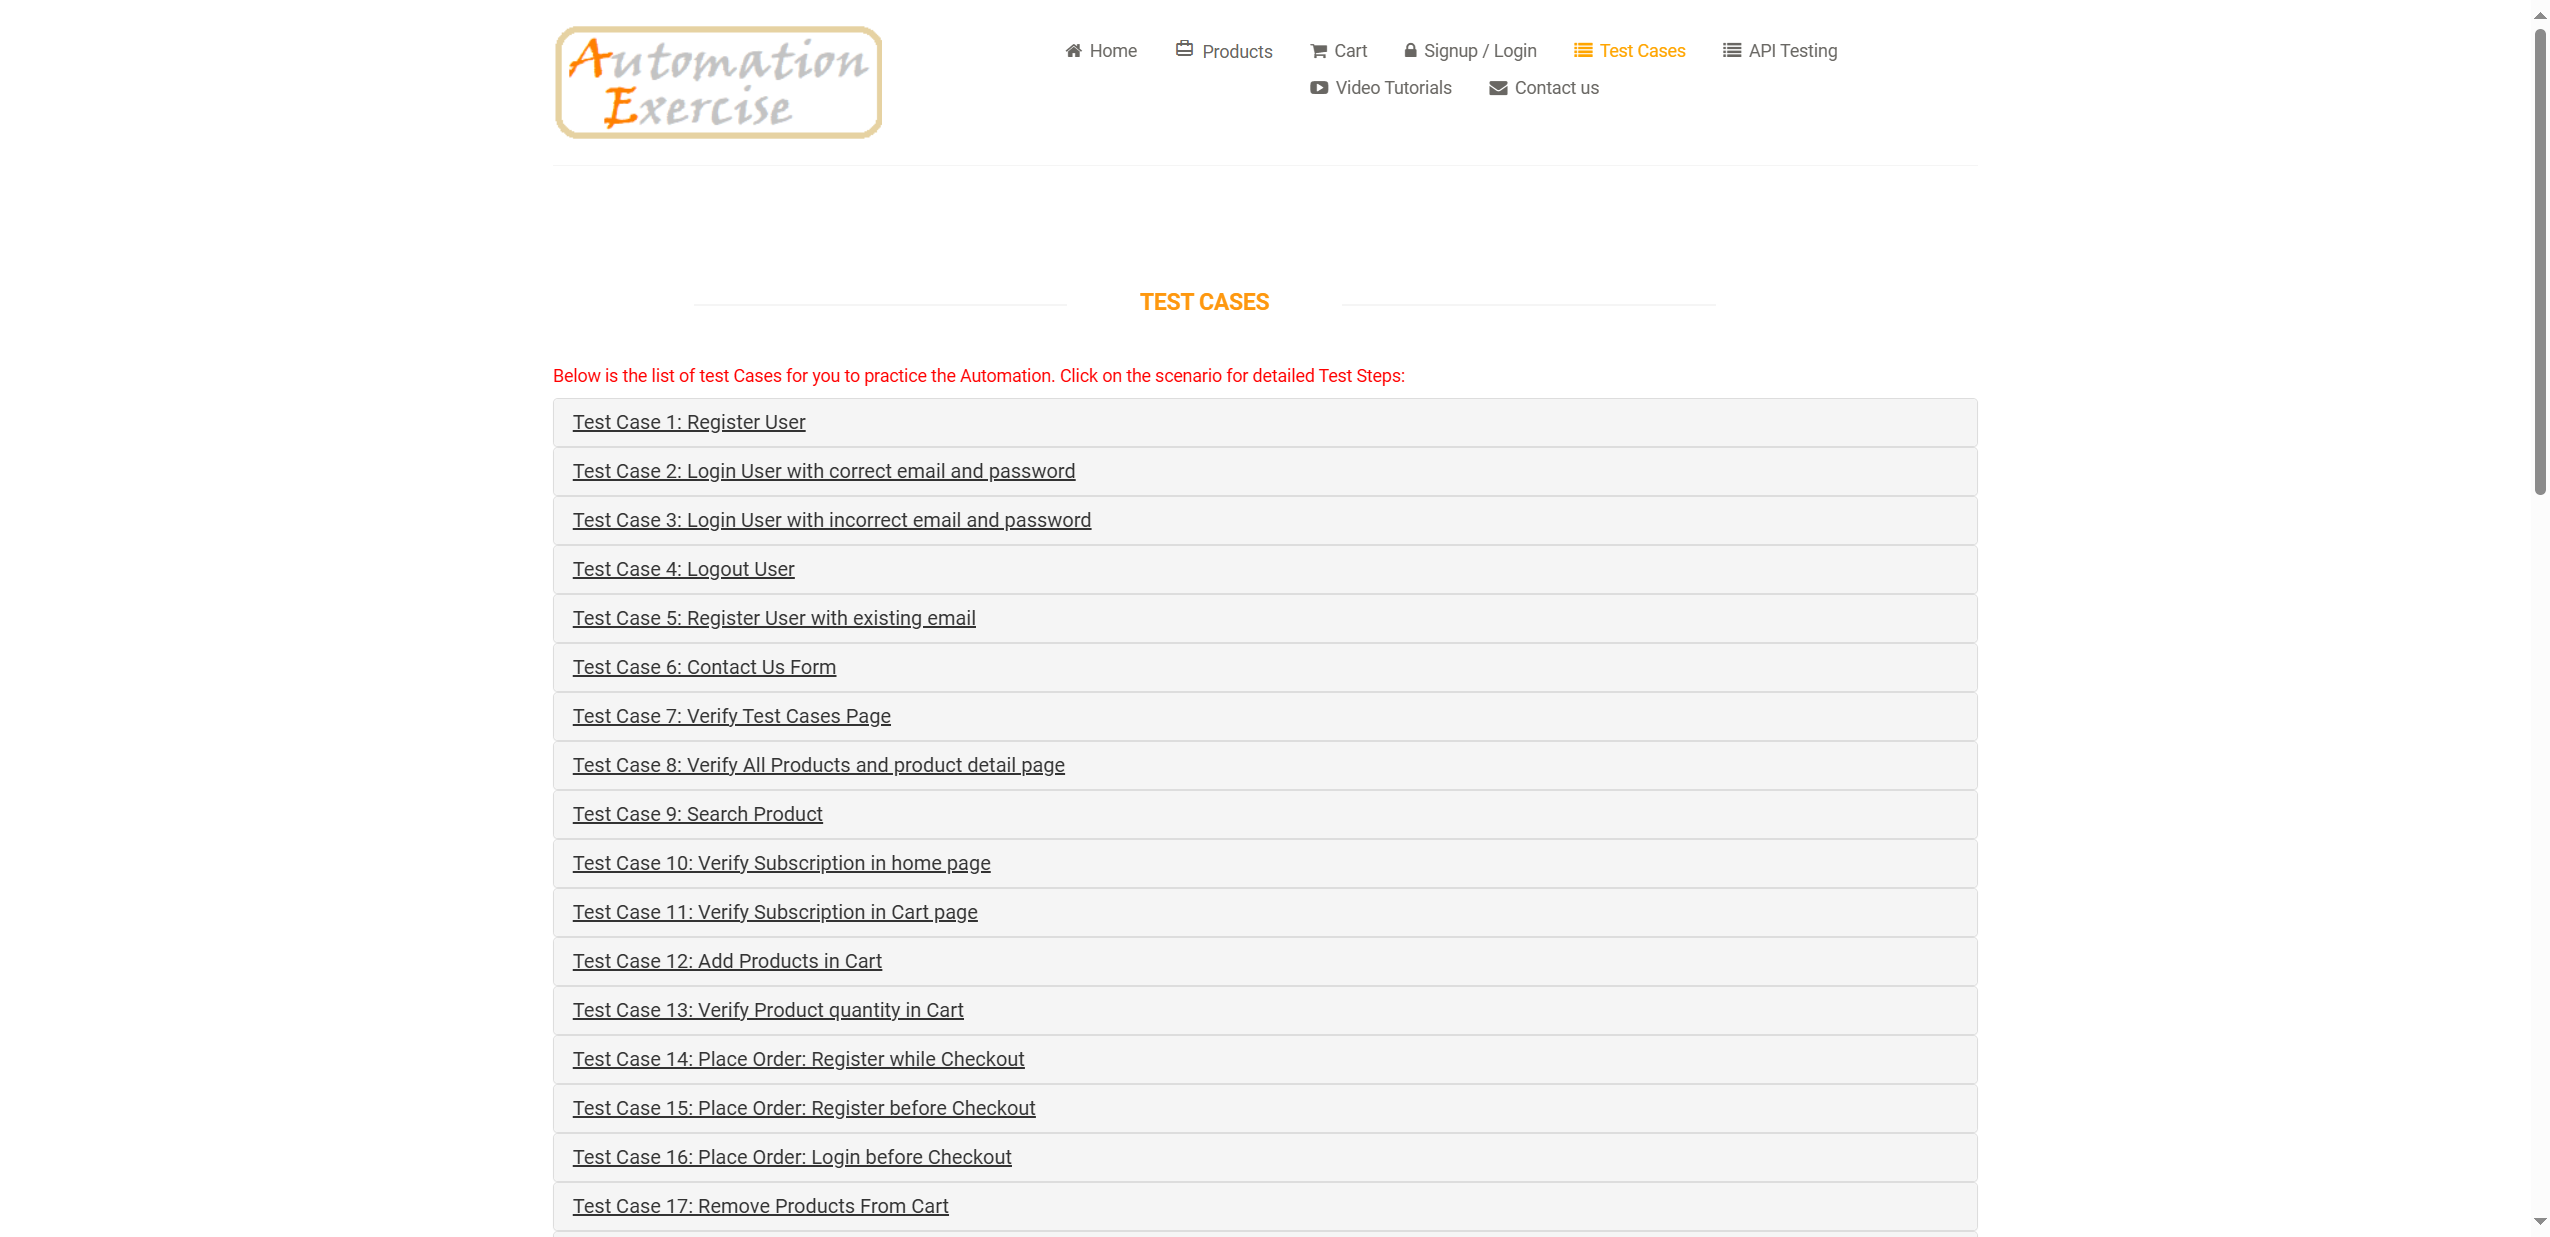 Automation
Exercise
Home
Products
Cart
Signup / Login
Test Cases
API Testing
Video Tutorials
Contact us
TEST CASES
Below is the list of test Cases for you to practice the Automation. Click on the scenario for detailed Test Steps:
Test Case 1: Register User
Test Case 2: Login User with correct email and password
Test Case 3: Login User with incorrect email and password
Test Case 4: Logout User
Test Case 5: Register User with existing email
Test Case 6: Contact Us Form
Test Case 7: Verify Test Cases Page
Test Case 8: Verify All Products and product detail page
Test Case 9: Search Product
Test Case 10: Verify Subscription in home page
Test Case 11: Verify Subscription in Cart page
Test Case 12: Add Products in Cart
Test Case 13: Verify Product quantity in Cart
Test Case 14: Place Order: Register while Checkout
Test Case 15: Place Order: Register before Checkout
Test Case 16: Place Order: Login before Checkout
Test Case 17: Remove Products From Cart